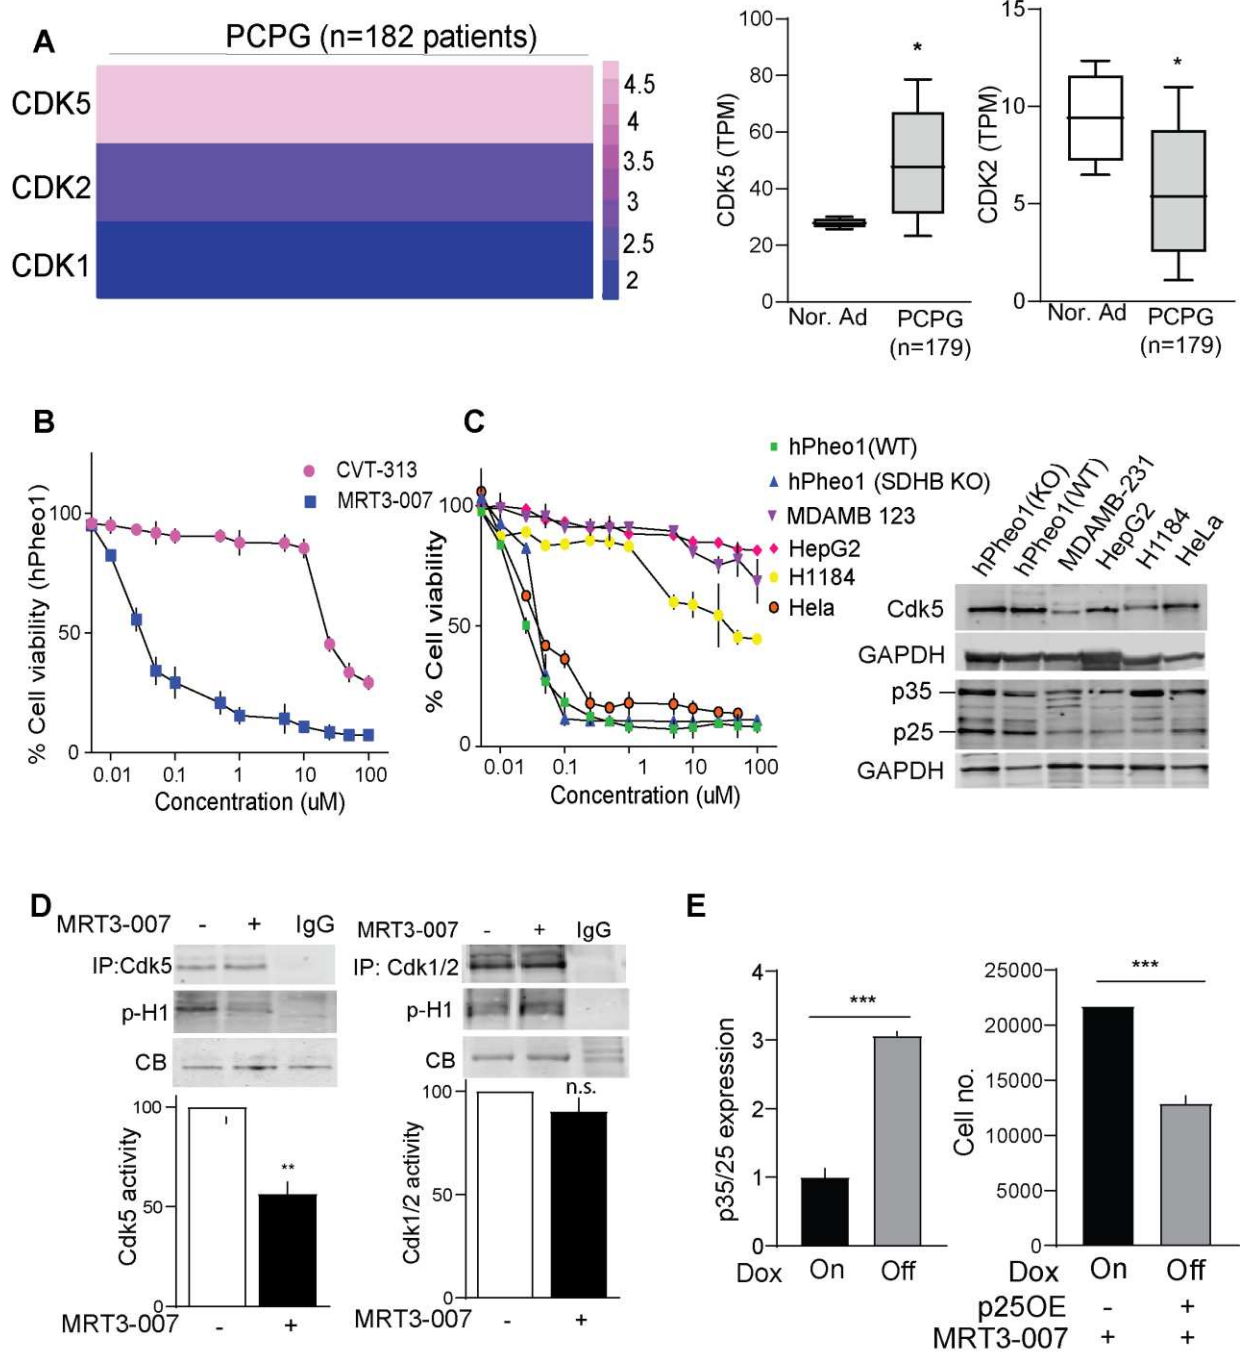 A
PCPG (n=182 patients)
CDK5
CDK2
CDK1
4.5
4
3.5
3
2.5
2
CDK5 (TPM)
100
80
60
40
20
0
*
Nor. Ad
PCPG
(n=179)
CDK2 (TPM)
15
10
5
0
*
Nor. Ad
PCPG
(n=179)
B
% Cell viability (hPheo1)
100
50
0
CVT-313
MRT3-007
0.01 0.1 1 10 100
Concentration (uM)
C
% Cell viability
100
50
0
hPheo1(WT)
hPheo1 (SDHB KO)
MDAMB 123
HepG2
H1184
Hela
0.01 0.1 1 10 100
Concentration (uM)
hPheo1(KO)
hPheo1(WT)
MDAMB-231
HepG2
H1184
HeLa
Cdk5
GAPDH
p35
p25
GAPDH
D
MRT3-007 - + IgG
IP:Cdk5
p-H1
CB
Cdk5 activity
100
50
0
**
MRT3-007 - +
MRT3-007 - + IgG
IP: Cdk1/2
p-H1
CB
Cdk1/2 activity
100
50
0
n.s.
MRT3-007 - +
E
p35/25 expression
4
3
2
1
0
***
Dox On Off
Cell no.
25000
20000
15000
10000
5000
0
***
Dox On Off
p25OE - +
MRT3-007 + +